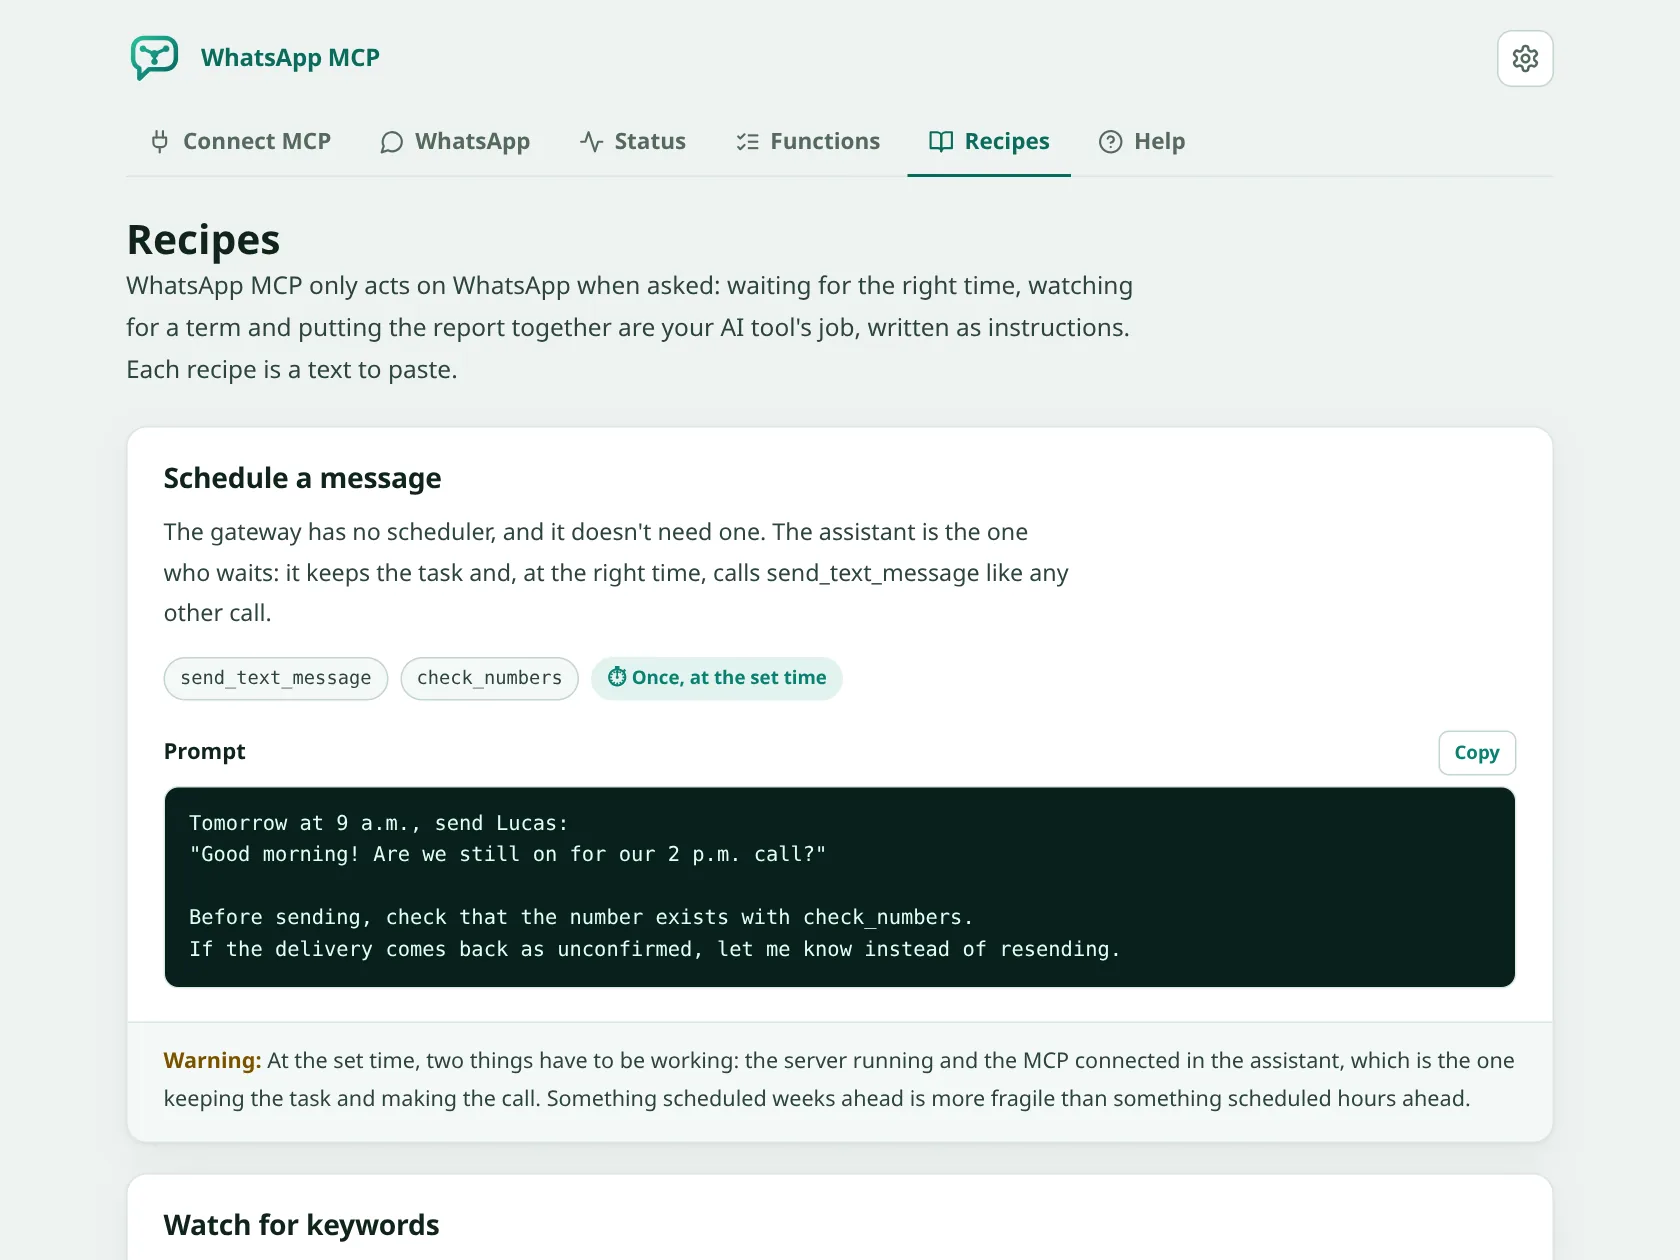 WhatsApp MCP
Connect MCP
WhatsApp
Status
Functions
Recipes
Help
Recipes
WhatsApp MCP only acts on WhatsApp when asked: waiting for the right time, watching
for a term and putting the report together are your AI tool's job, written as instructions.
Each recipe is a text to paste.
Schedule a message
The gateway has no scheduler, and it doesn't need one. The assistant is the one
who waits: it keeps the task and, at the right time, calls send_text_message like any
other call.
send_text_message
check_numbers
Once, at the set time
Prompt
Copy
Tomorrow at 9 a.m., send Lucas:
"Good morning! Are we still on for our 2 p.m. call?"
Before sending, check that the number exists with check_numbers.
If the delivery comes back as unconfirmed, let me know instead of resending.
Warning: At the set time, two things have to be working: the server running and the MCP connected in the assistant, which is the one
keeping the task and making the call. Something scheduled weeks ahead is more fragile than something scheduled hours ahead.
Watch for keywords